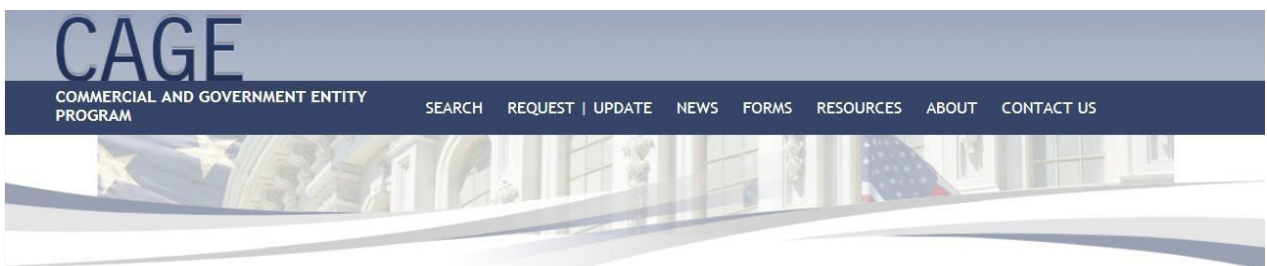 CAGE
COMMERCIAL AND GOVERNMENT ENTITY
PROGRAM
SEARCH REQUEST | UPDATE NEWS FORMS RESOURCES ABOUT CONTACT US